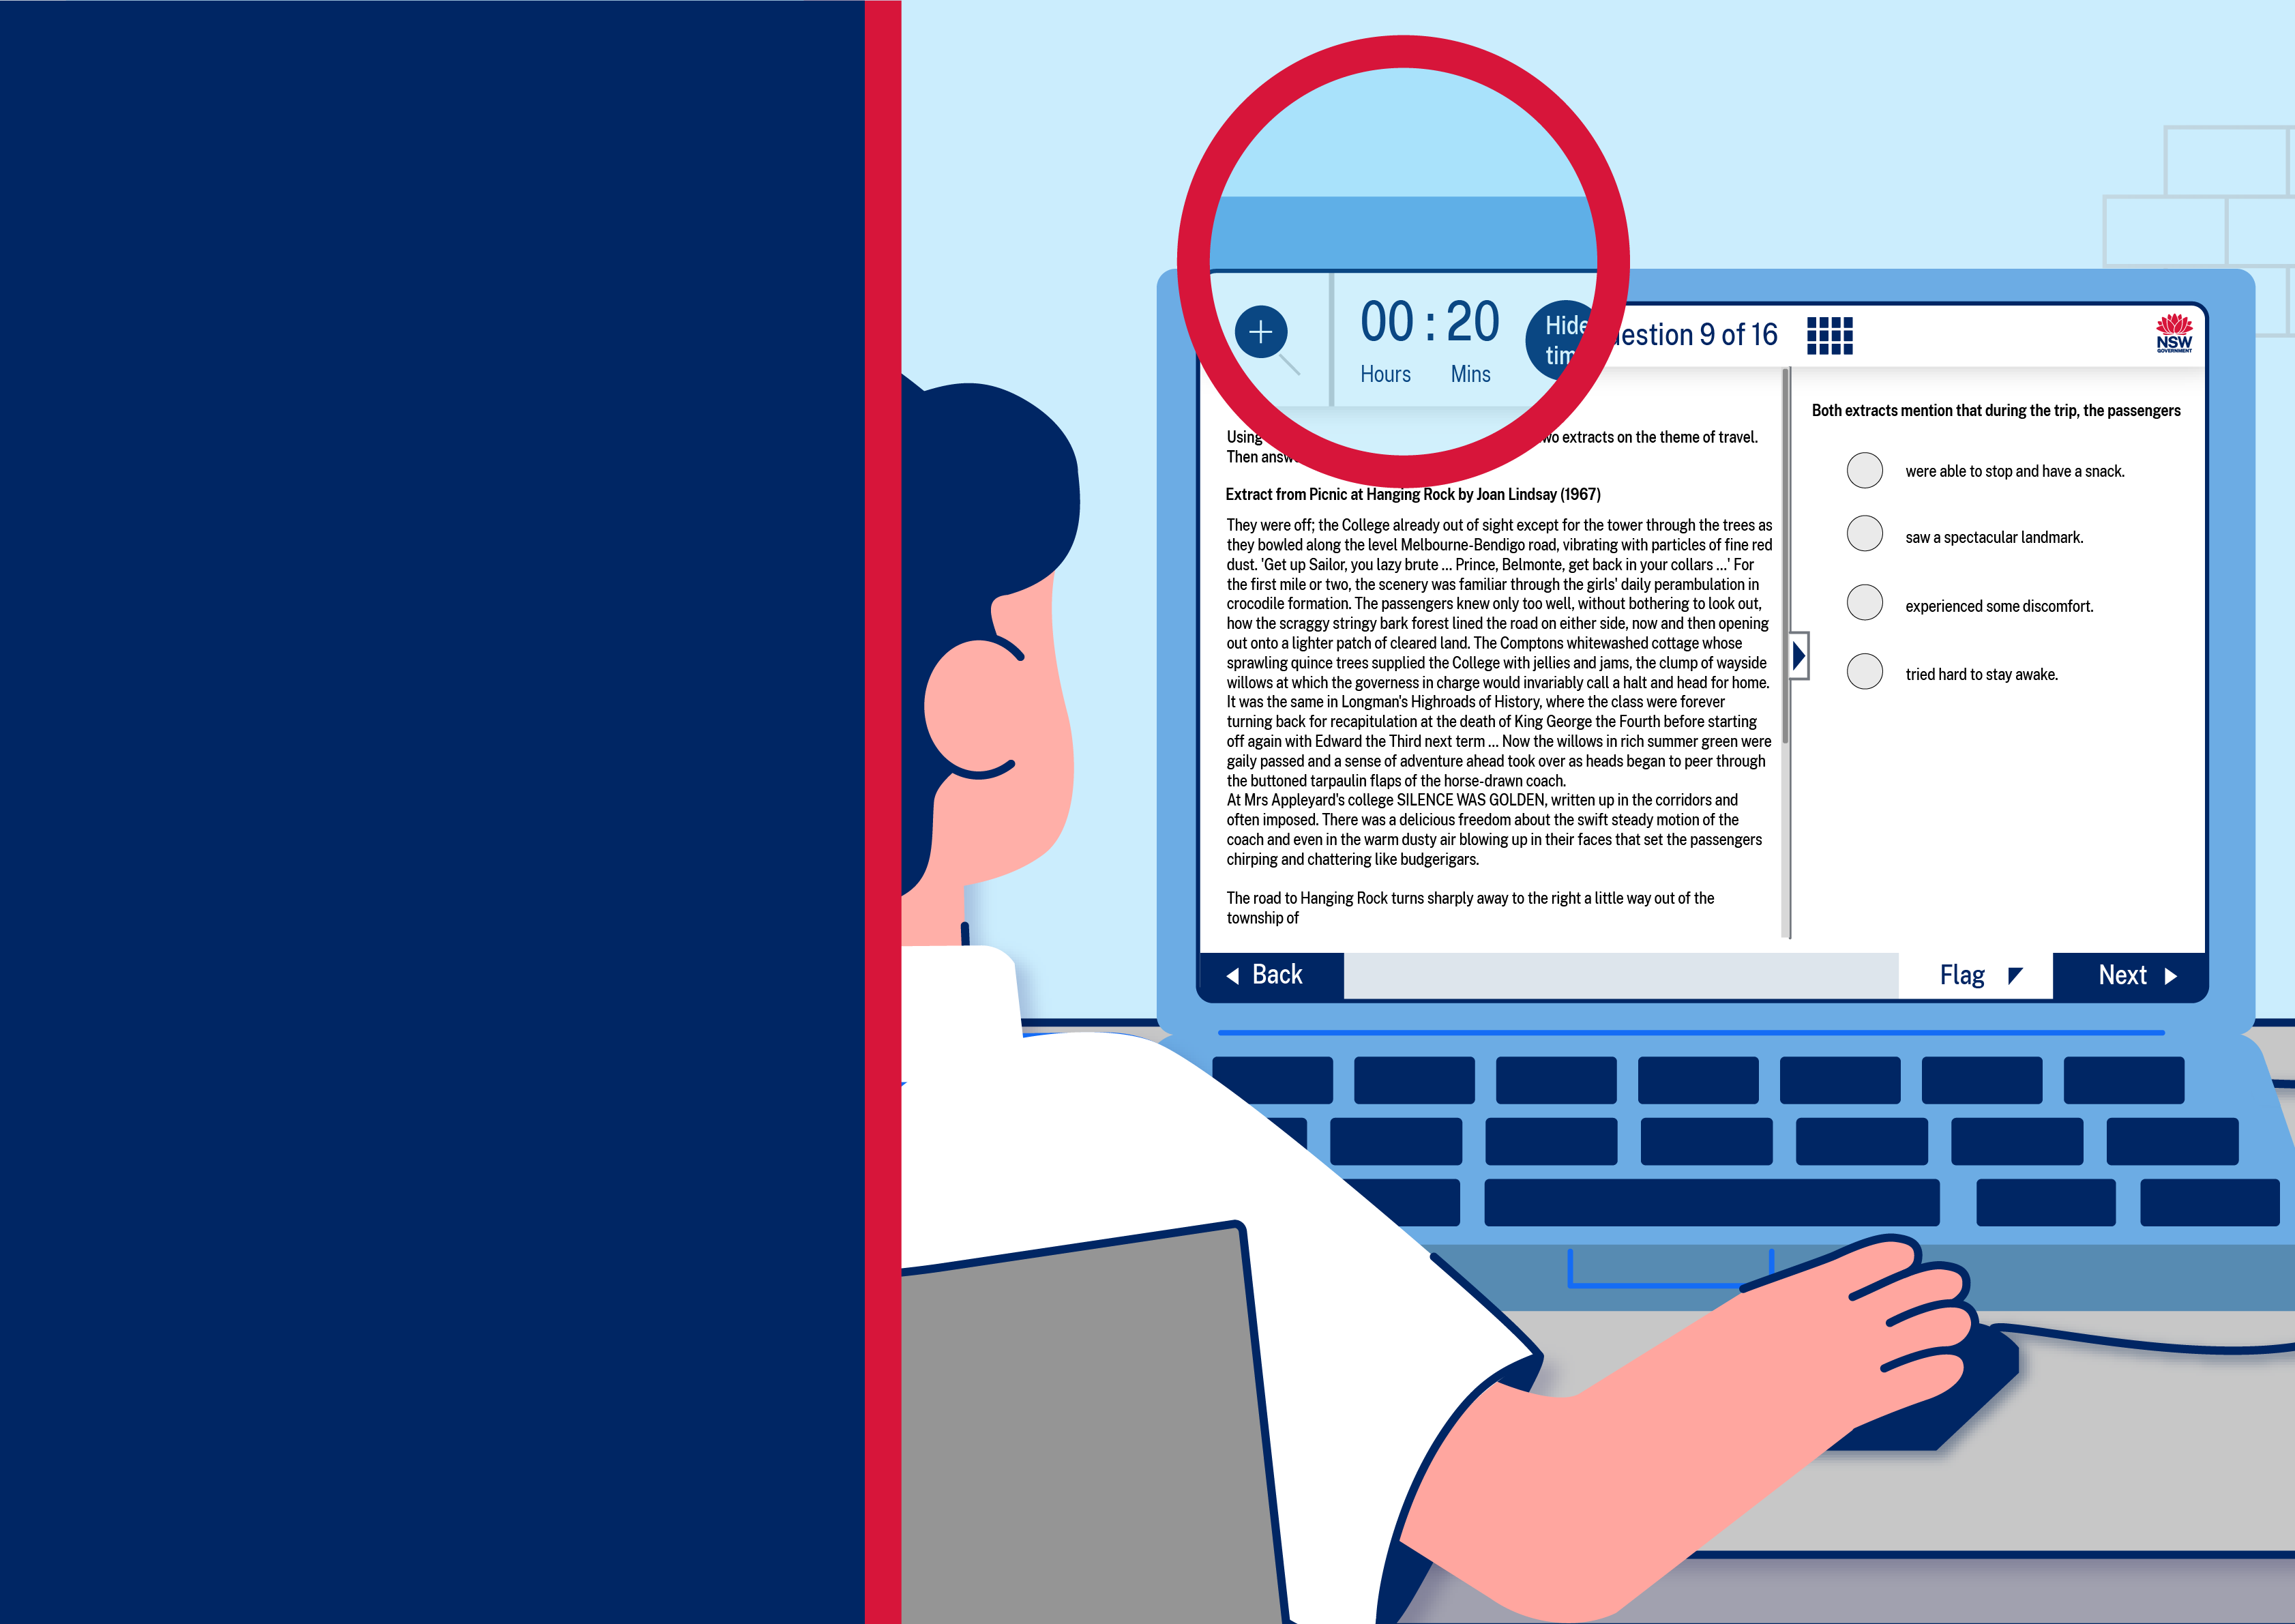 00 : 20
Hours Mins
Hide
Question 9 of 16
NSW
GOVERNMENT
Using wo extracts on the theme of travel.
Then answ
Extract from Picnic at Hanging Rock by Joan Lindsay (1967)
They were off; the College already out of sight except for the tower through the trees as
they bowled along the level Melbourne-Bendigo road, vibrating with particles of fine red
dust. 'Get up Sailor, you lazy brute ... Prince, Belmonte, get back in your collars ...' For
the first mile or two, the scenery was familiar through the girls' daily perambulation in
crocodile formation. The passengers knew only too well, without bothering to look out,
how the scraggy stringy bark forest lined the road on either side, now and then opening
out onto a lighter patch of cleared land. The Comptons whitewashed cottage whose
sprawling quince trees supplied the College with jellies and jams, the clump of wayside
willows at which the governess in charge would invariably call a halt and head for home.
It was the same in Longman's Highroads of History, where the class were forever
turning back for recapitulation at the death of King George the Fourth before starting
off again with Edward the Third next term ... Now the willows in rich summer green were
gaily passed and a sense of adventure ahead took over as heads began to peer through
the buttoned tarpaulin flaps of the horse-drawn coach.
At Mrs Appleyard's college SILENCE WAS GOLDEN, written up in the corridors and
often imposed. There was a delicious freedom about the swift steady motion of the
coach and even in the warm dusty air blowing up in their faces that set the passengers
chirping and chattering like budgerigars.
The road to Hanging Rock turns sharply away to the right a little way out of the
township of
Both extracts mention that during the trip, the passengers
were able to stop and have a snack.
saw a spectacular landmark.
experienced some discomfort.
tried hard to stay awake.
Back
Flag
Next